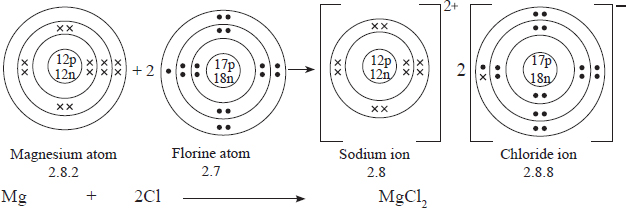 2+ −
12p 17p 12p 17p
12n + 2 18n 12n 2 18n
Magnesium atom Florine atom Sodium ion Chloride ion
2.8.2 2.7 2.8 2.8.8
Mg + 2Cl MgCl₂